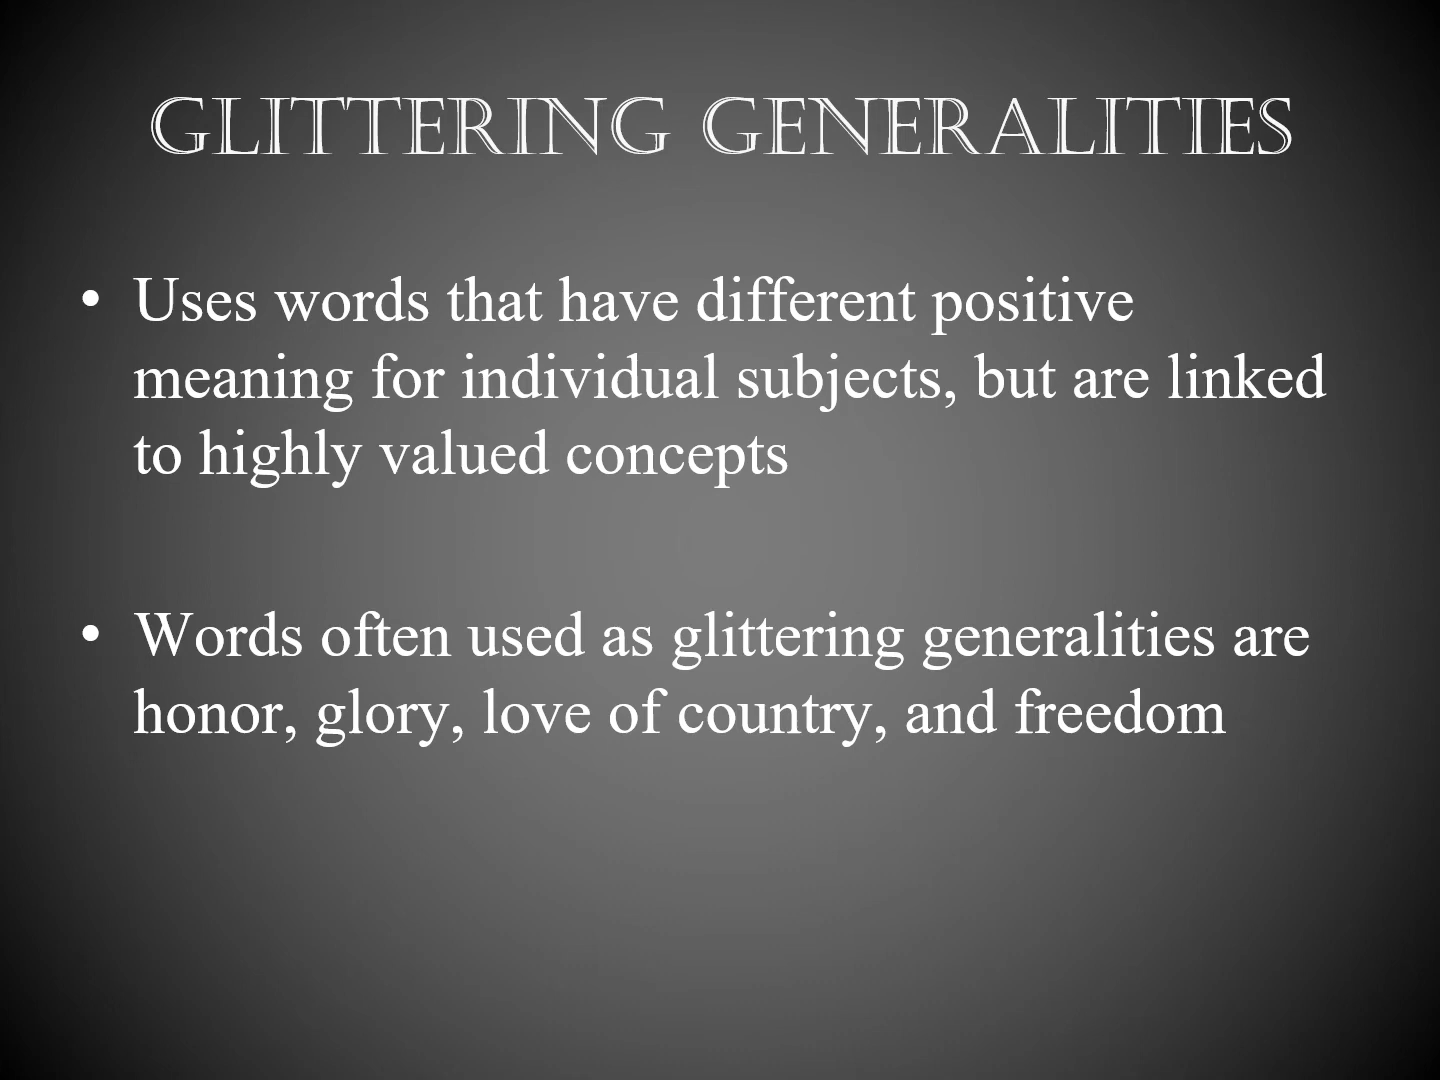 GLITTERING GENERALITIES
• Uses words that have different positive
meaning for individual subjects, but are linked
to highly valued concepts
• Words often used as glittering generalities are
honor, glory, love of country, and freedom